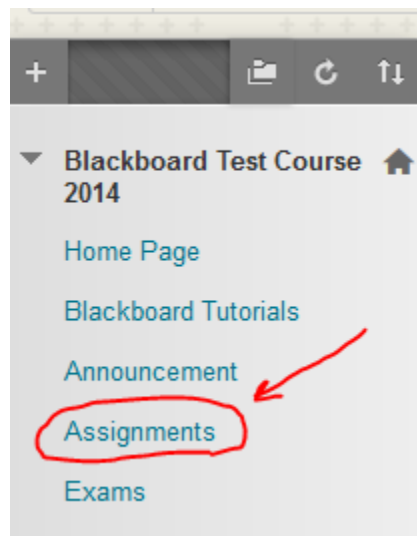 Blackboard Test Course
2014
Home Page
Blackboard Tutorials
Announcement
Assignments
Exams